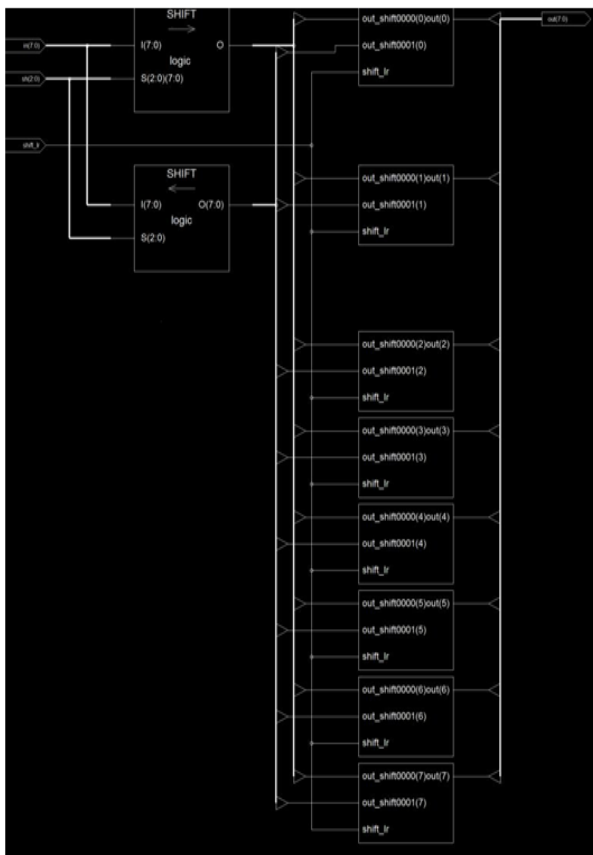 SHIFT
in(7:0)
I(7:0) O
logic
sh(2:0)
S(2:0)(7:0)
shift_lr
SHIFT
I(7:0) O(7:0)
logic
S(2:0)
out_shift0000(0)out(0)
out_shift0001(0)
shift_lr
out(7:0)
out_shift0000(1)out(1)
out_shift0001(1)
shift_lr
out_shift0000(2)out(2)
out_shift0001(2)
shift_lr
out_shift0000(3)out(3)
out_shift0001(3)
shift_lr
out_shift0000(4)out(4)
out_shift0001(4)
shift_lr
out_shift0000(5)out(5)
out_shift0001(5)
shift_lr
out_shift0000(6)out(6)
out_shift0001(6)
shift_lr
out_shift0000(7)out(7)
out_shift0001(7)
shift_lr